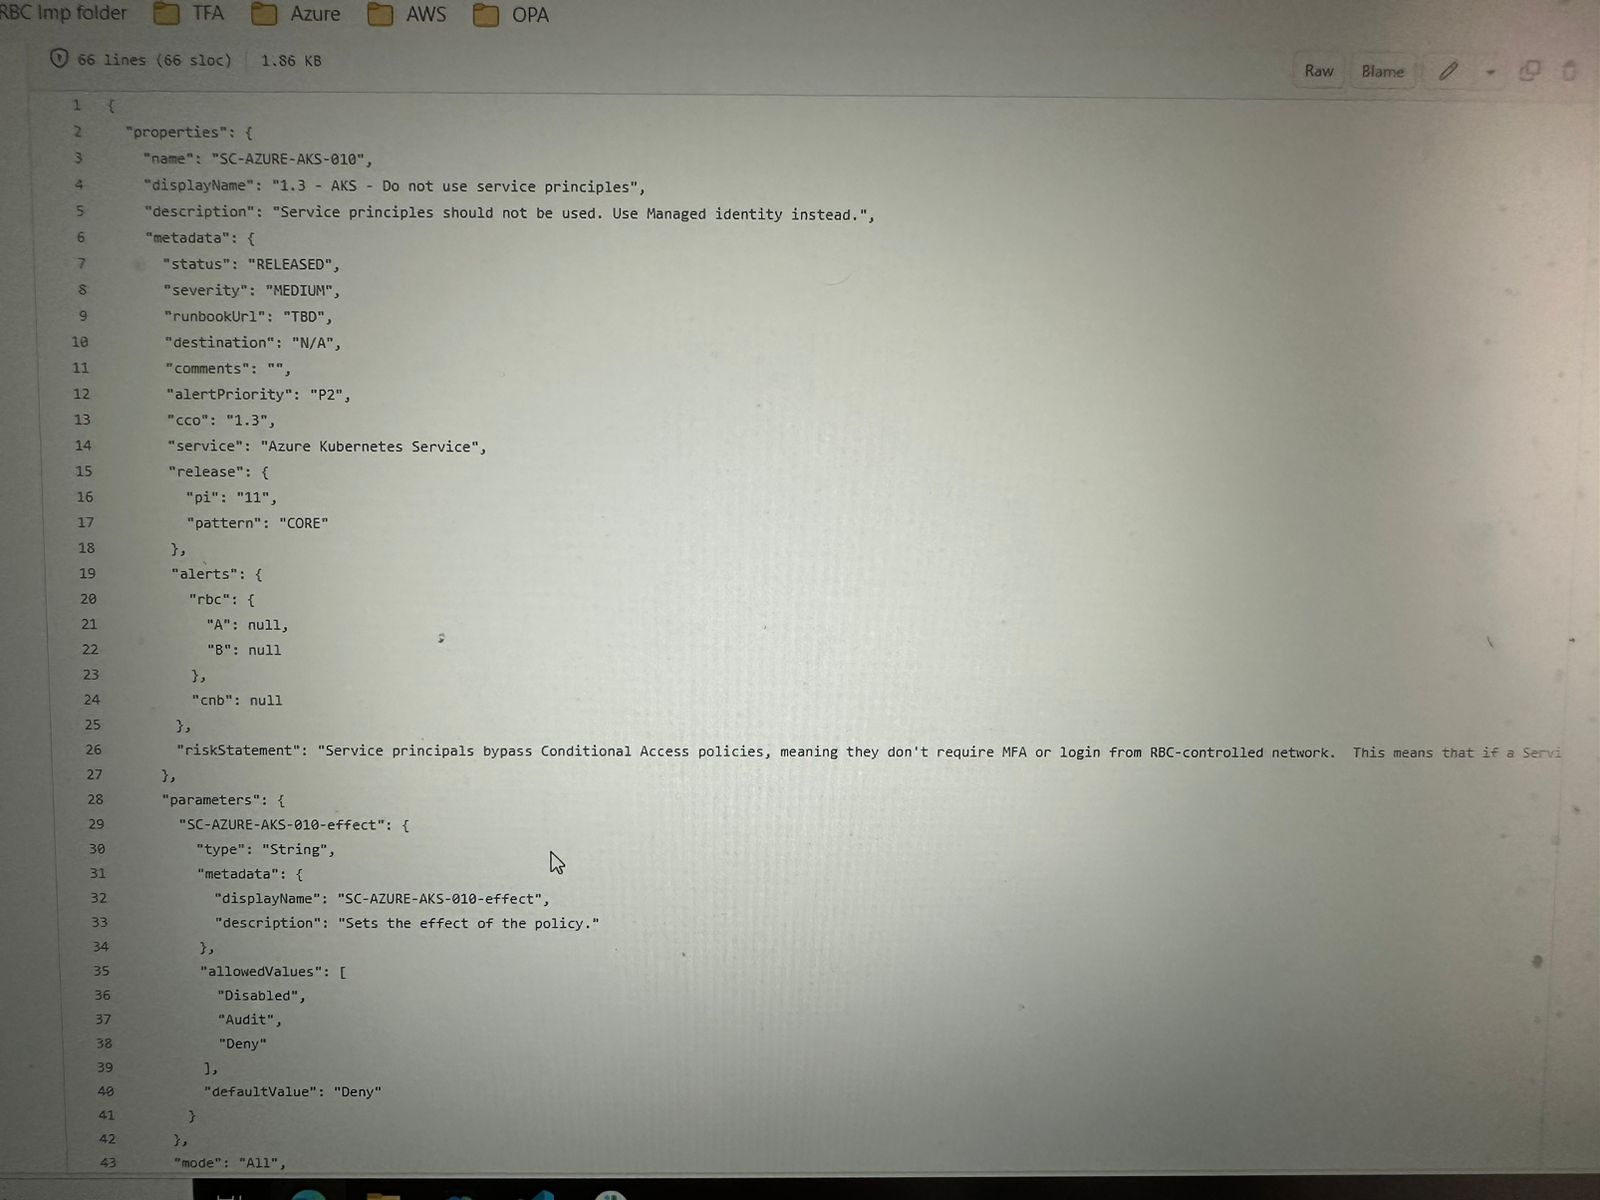 RBC Imp folder TFA Azure AWS OPA
66 lines (66 sloc) 1.86 KB Raw Blame
1 {
2 "properties": {
3 "name": "SC-AZURE-AKS-010",
4 "displayName": "1.3 - AKS - Do not use service principles",
5 "description": "Service principles should not be used. Use Managed identity instead.",
6 "metadata": {
7 "status": "RELEASED",
8 "severity": "MEDIUM",
9 "runbookUrl": "TBD",
10 "destination": "N/A",
11 "comments": "",
12 "alertPriority": "P2",
13 "cco": "1.3",
14 "service": "Azure Kubernetes Service",
15 "release": {
16 "pi": "11",
17 "pattern": "CORE"
18 },
19 "alerts": {
20 "rbc": {
21 "A": null,
22 "B": null
23 },
24 "cnb": null
25 },
26 "riskStatement": "Service principals bypass Conditional Access policies, meaning they don't require MFA or login from RBC-controlled network.  This means that if a Servi
27 },
28 "parameters": {
29 "SC-AZURE-AKS-010-effect": {
30 "type": "String",
31 "metadata": {
32 "displayName": "SC-AZURE-AKS-010-effect",
33 "description": "Sets the effect of the policy."
34 },
35 "allowedValues": [
36 "Disabled",
37 "Audit",
38 "Deny"
39 ],
40 "defaultValue": "Deny"
41 }
42 },
43 "mode": "All",